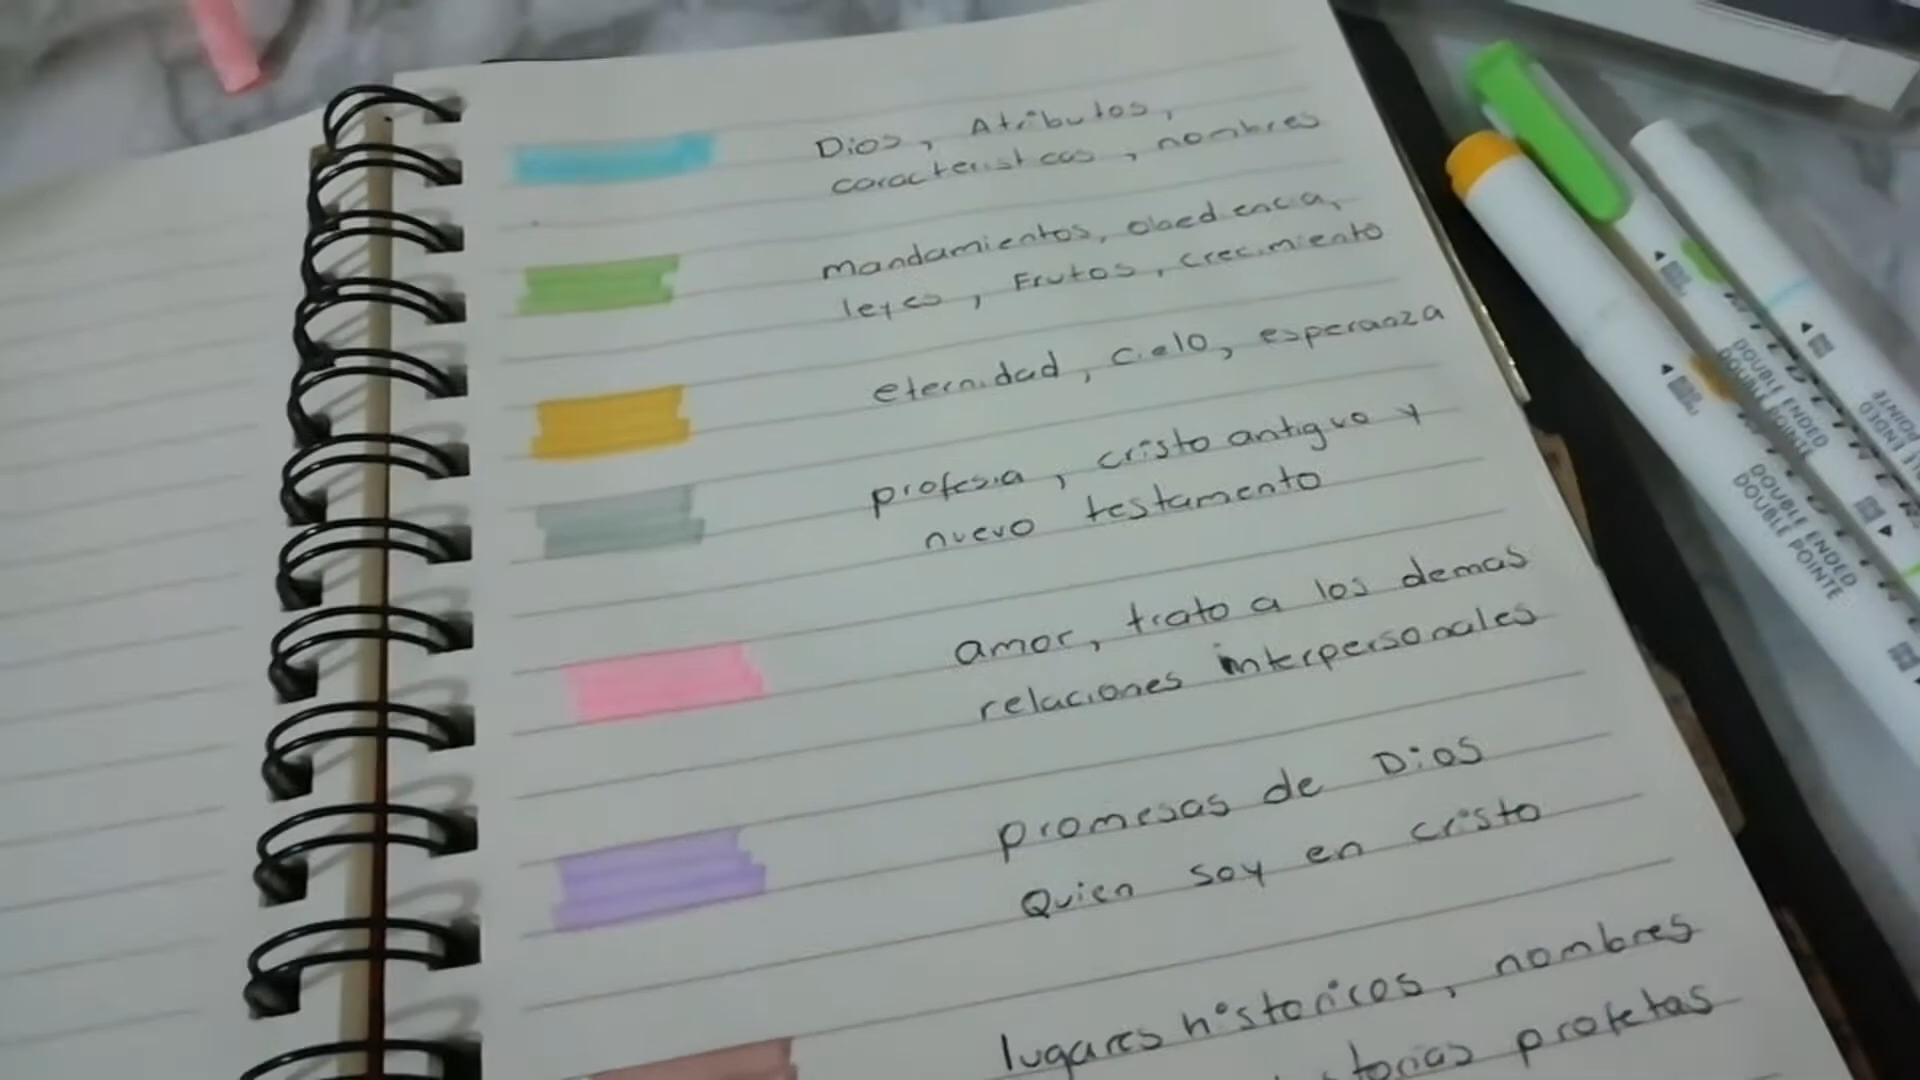 Dios, Atributos,
caracteristicas, nombres
mandamientos, obediencia,
leyes, Frutos, crecimiento
eternidad, cielo, esperanza
profesia, cristo antiguo y
nuevo testamento
amor, trato a los demas
relaciones interpersonales
promesas de Dios
Quien soy en cristo
lugares historicos, nombres
profetas
DOUBLE ENDED
DOUBLE POINTE
DOUBLE ENDED
DOUBLE POINTE
ENDED
POINTE